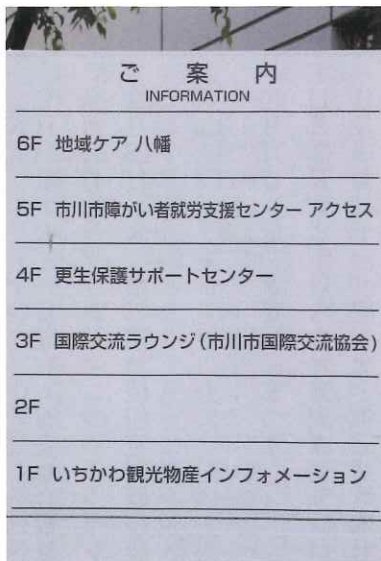 ご案内
INFORMATION
6F 地域ケア 八幡
5F 市川市障がい者就労支援センター アクセス
4F 更生保護サポートセンター
3F 国際交流ラウンジ(市川市国際交流協会)
2F
1F いちかわ観光物産インフォメーション